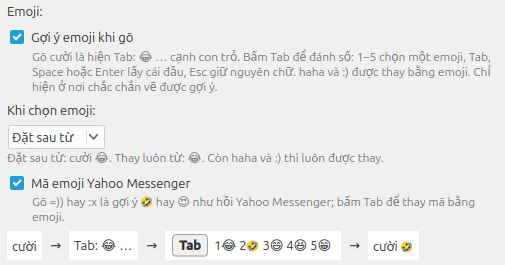 Emoji:
Gợi ý emoji khi gõ
Gõ cười là hiện Tab: 😂 … cạnh con trỏ. Bấm Tab để đánh số: 1–5 chọn một emoji, Tab,
Space hoặc Enter lấy cái đầu, Esc giữ nguyên chữ. haha và :) được thay bằng emoji. Chỉ
hiện ở nơi chắc chắn vẽ được gợi ý.
Khi chọn emoji:
Đặt sau từ
Đặt sau từ: cười 😂. Thay luôn từ: 😂. Còn haha và :) thì luôn được thay.
Mã emoji Yahoo Messenger
Gõ =)) hay :x là gợi ý 🤣 hay 😍 như hồi Yahoo Messenger; bấm Tab để thay mã bằng
emoji.
cười → Tab: 😂 … → Tab 1😂 2🤣 3😄 4😆 5😁 → cười 🤣